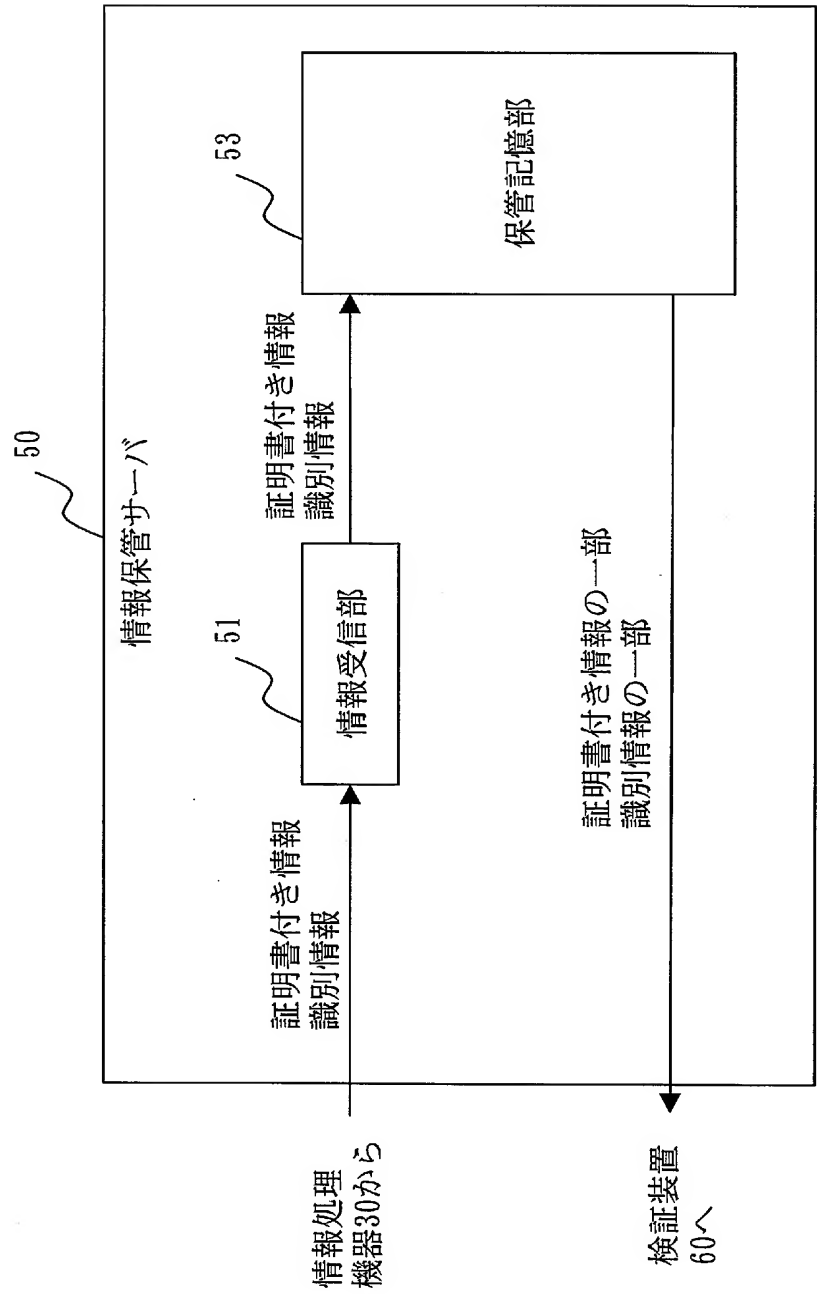 50
情報保管サーバ
53
51
証明書付き情報
識別情報
情報受信部
証明書付き情報
識別情報
保管記憶部
情報処理
機器30から
証明書付き情報の一部
識別情報の一部
検証装置
60へ